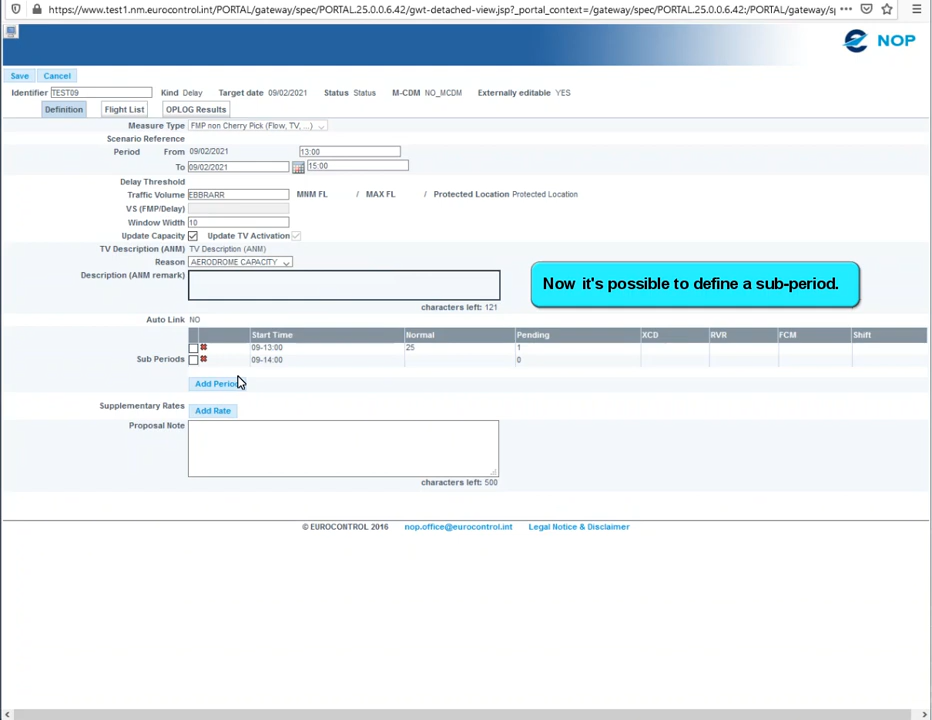 https://www.test1.nm.eurocontrol.int/PORTAL/gateway/spec/PORTAL.25.0.0.6.42/gwt-detached-view.jsp?_portal_context=/gateway/spec/PORTAL.25.0.0.6.42;/PORTAL/gateway/s
NOP
Save Cancel
Identifier TEST09 Kind Delay Target date 09/02/2021 Status Status M-CDM NO_MCDM Externally editable YES
Definition Flight List OPLOG Results
Measure Type FMP non Cherry Pick (Flow, TV, ...)
Scenario Reference
Period From 09/02/2021 13:00
To 09/02/2021 15:00
Delay Threshold
Traffic Volume EBBRARR MNM FL / MAX FL / Protected Location Protected Location
VS (FMP/Delay)
Window Width 10
Update Capacity Update TV Activation
TV Description (ANM) TV Description (ANM)
Reason AERODROME CAPACITY
Description (ANM remark)
Now it's possible to define a sub-period.
characters left: 121
Auto Link NO
Start Time Normal Pending XCD RVR FCM Shift
09-13:00 25 1
Sub Periods 09-14:00 0
Add Period
Supplementary Rates Add Rate
Proposal Note
characters left: 500
© EUROCONTROL 2016 nop.office@eurocontrol.int Legal Notice & Disclaimer